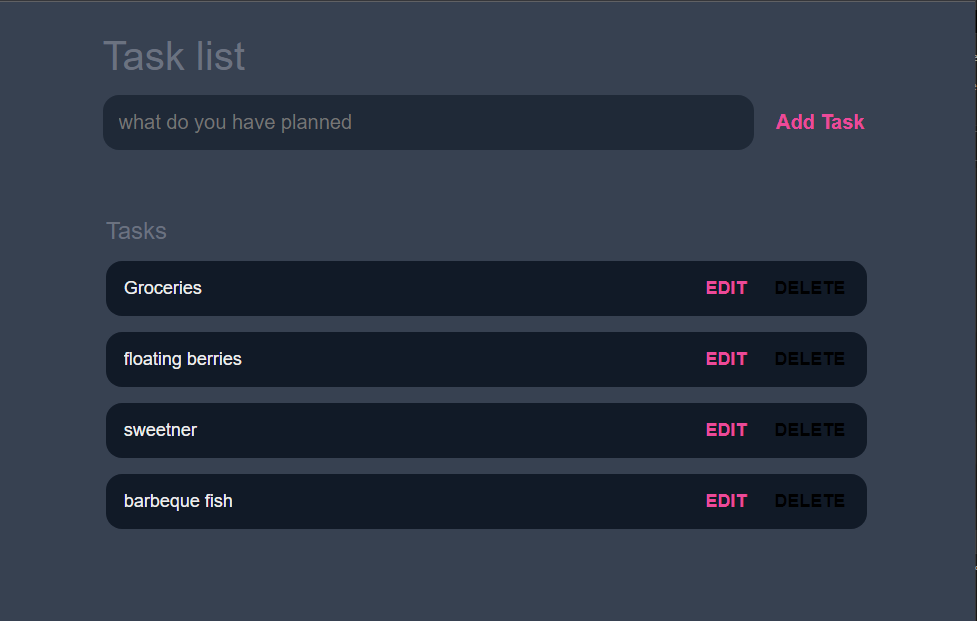 Task list
what do you have planned Add Task
Tasks
Groceries EDIT DELETE
floating berries EDIT DELETE
sweetner EDIT DELETE
barbeque fish EDIT DELETE